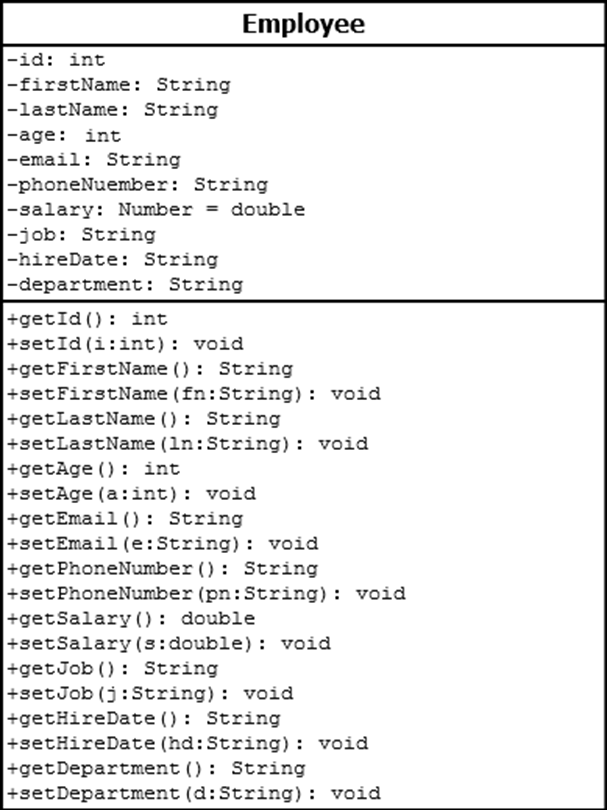 Employee
-id: int
-firstName: String
-lastName: String
-age: int
-email: String
-phoneNuember: String
-salary: Number = double
-job: String
-hireDate: String
-department: String
+getId(): int
+setId(i:int): void
+getFirstName(): String
+setFirstName(fn:String): void
+getLastName(): String
+setLastName(ln:String): void
+getAge(): int
+setAge(a:int): void
+getEmail(): String
+setEmail(e:String): void
+getPhoneNumber(): String
+setPhoneNumber(pn:String): void
+getSalary(): double
+setSalary(s:double): void
+getJob(): String
+setJob(j:String): void
+getHireDate(): String
+setHireDate(hd:String): void
+getDepartment(): String
+setDepartment(d:String): void